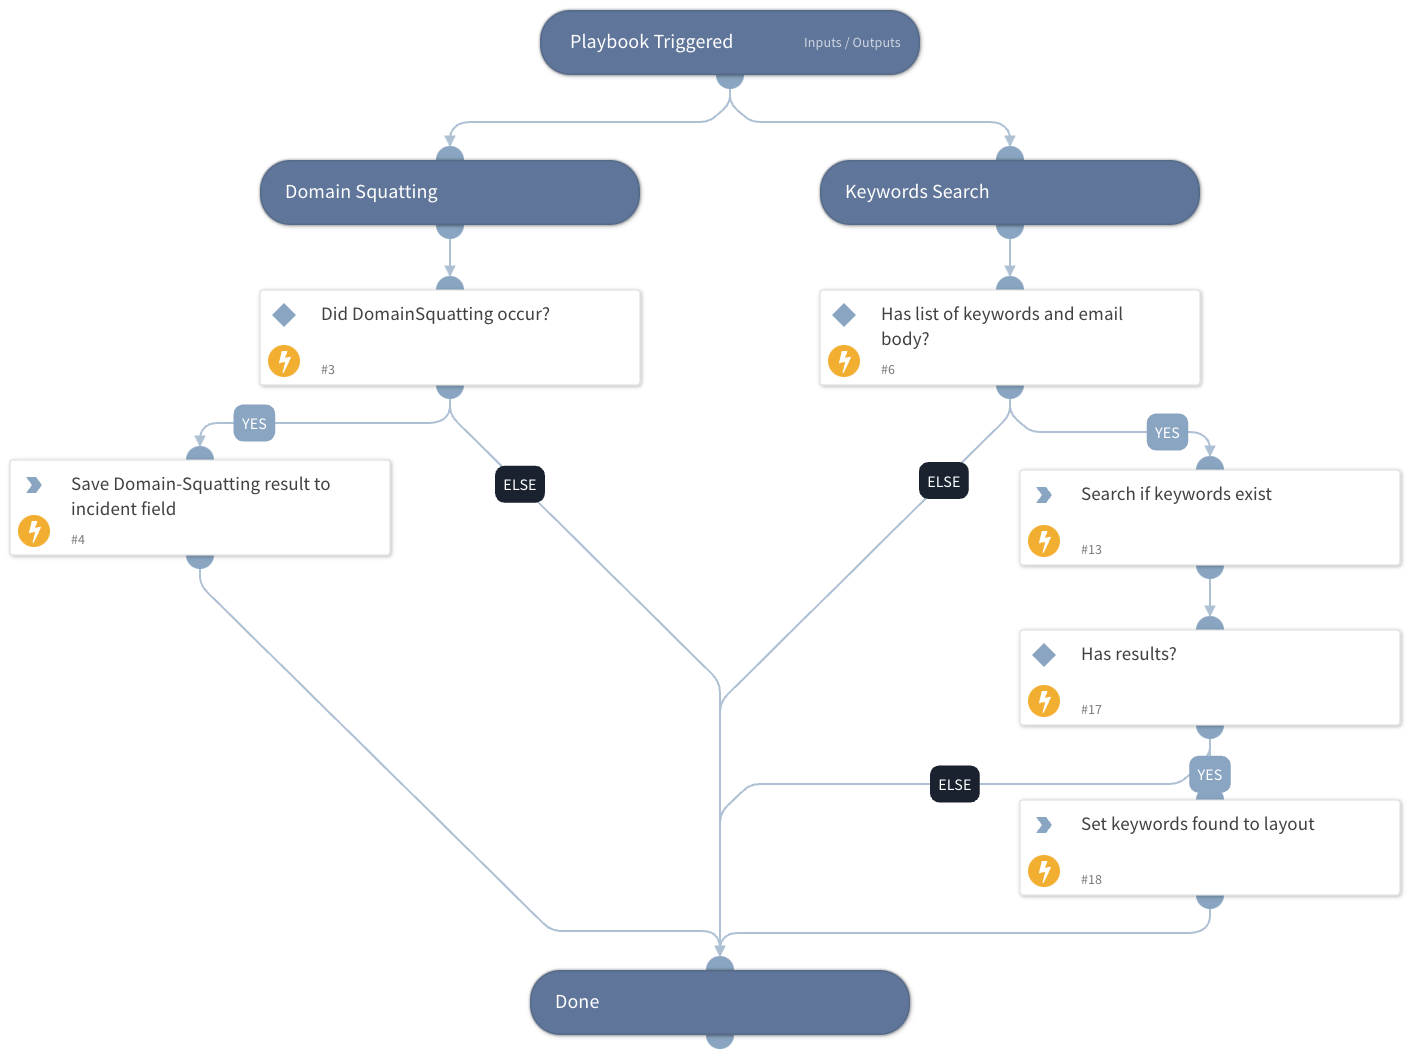 Playbook Triggered
Inputs / Outputs
Domain Squatting
Keywords Search
Did DomainSquatting occur?
#3
Has list of keywords and email
body?
#6
YES
YES
ELSE
ELSE
Save Domain-Squatting result to
incident field
#4
Search if keywords exist
#13
Has results?
#17
YES
ELSE
Set keywords found to layout
#18
Done